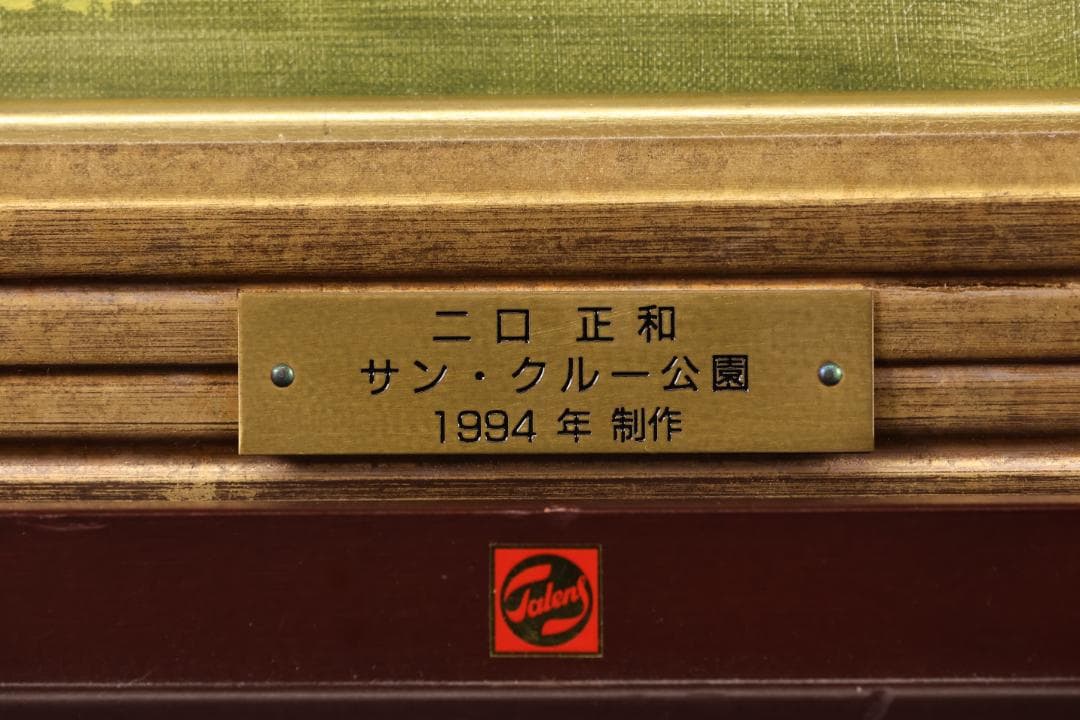 二口 正和
サン・クルー公園
1994 年 制作
Talens